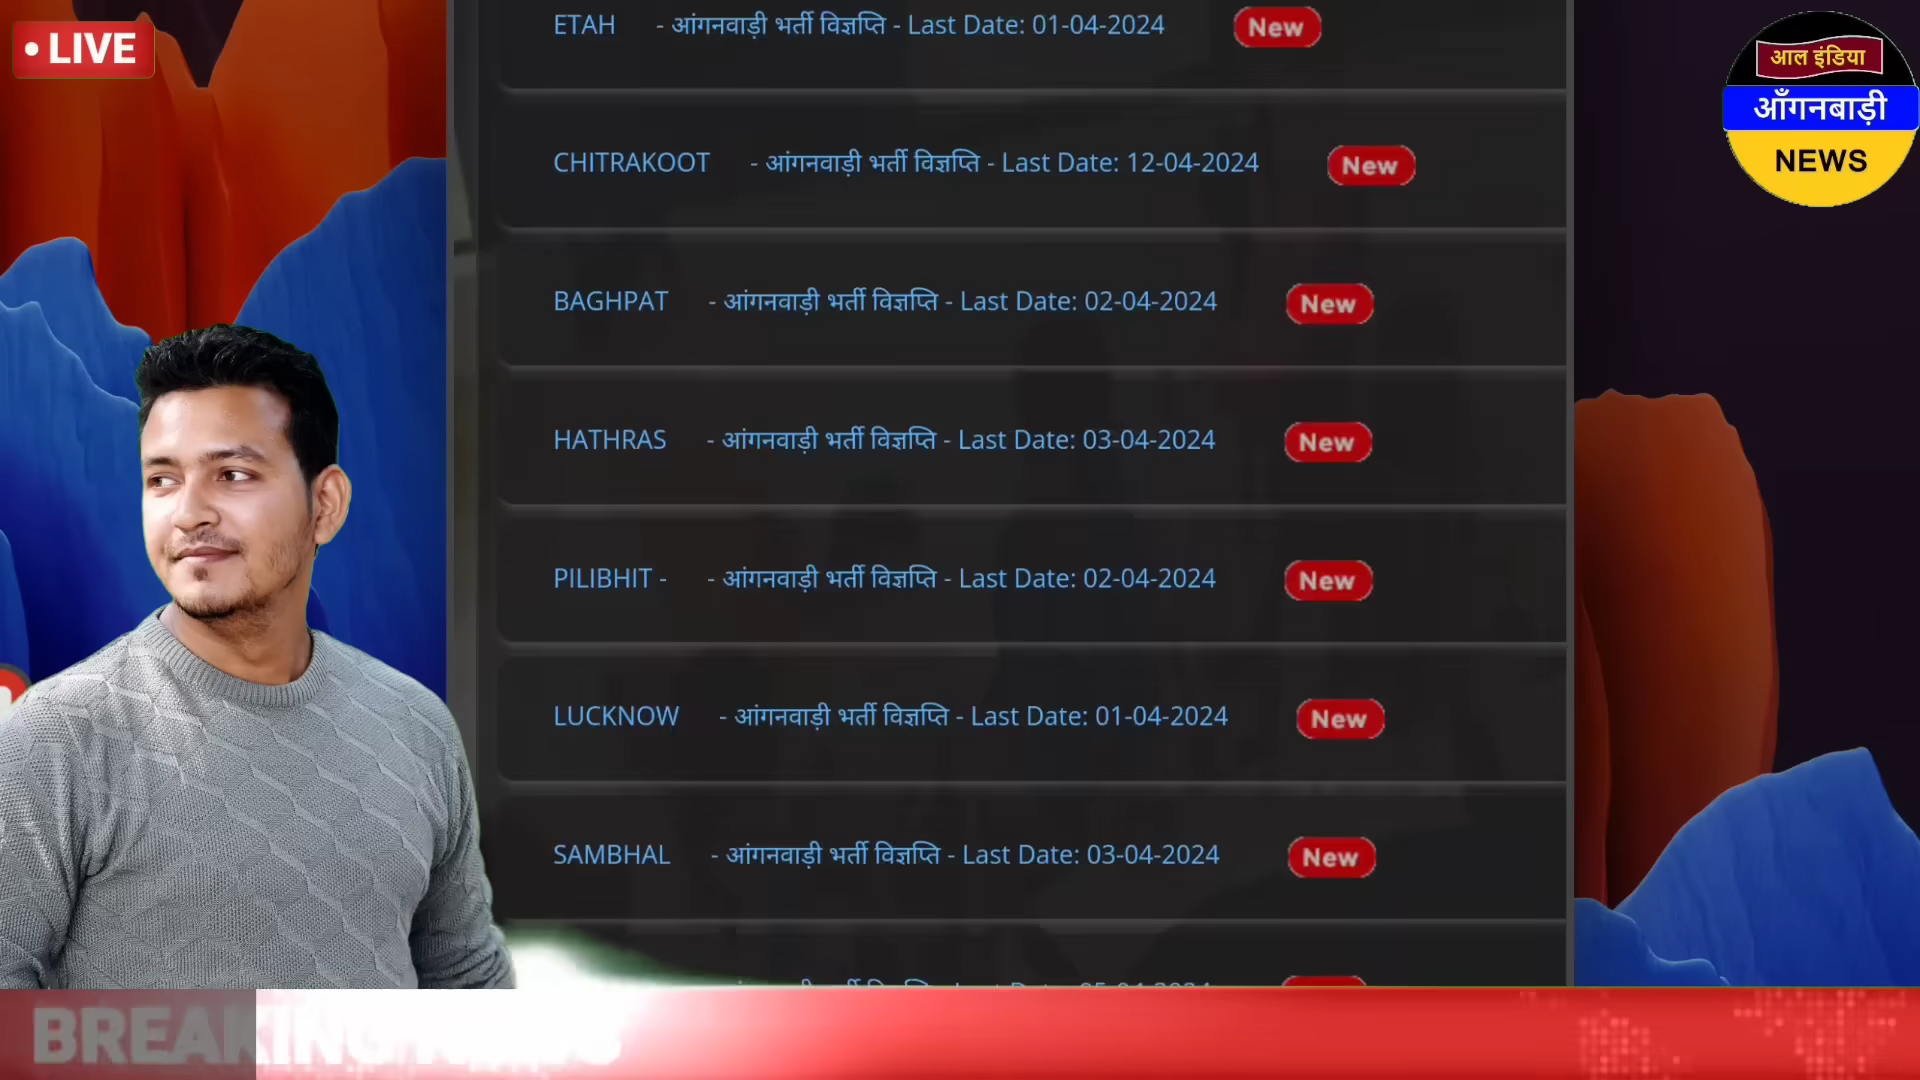 • LIVE
ETAH - आंगनवाड़ी भर्ती विज्ञप्ति - Last Date: 01-04-2024 New
आल इंडिया
आँगनबाड़ी
NEWS
CHITRAKOOT - आंगनवाड़ी भर्ती विज्ञप्ति - Last Date: 12-04-2024 New
BAGHPAT - आंगनवाड़ी भर्ती विज्ञप्ति - Last Date: 02-04-2024 New
HATHRAS - आंगनवाड़ी भर्ती विज्ञप्ति - Last Date: 03-04-2024 New
PILIBHIT - - आंगनवाड़ी भर्ती विज्ञप्ति - Last Date: 02-04-2024 New
LUCKNOW - आंगनवाड़ी भर्ती विज्ञप्ति - Last Date: 01-04-2024 New
SAMBHAL - आंगनवाड़ी भर्ती विज्ञप्ति - Last Date: 03-04-2024 New
BREAKING NEWS